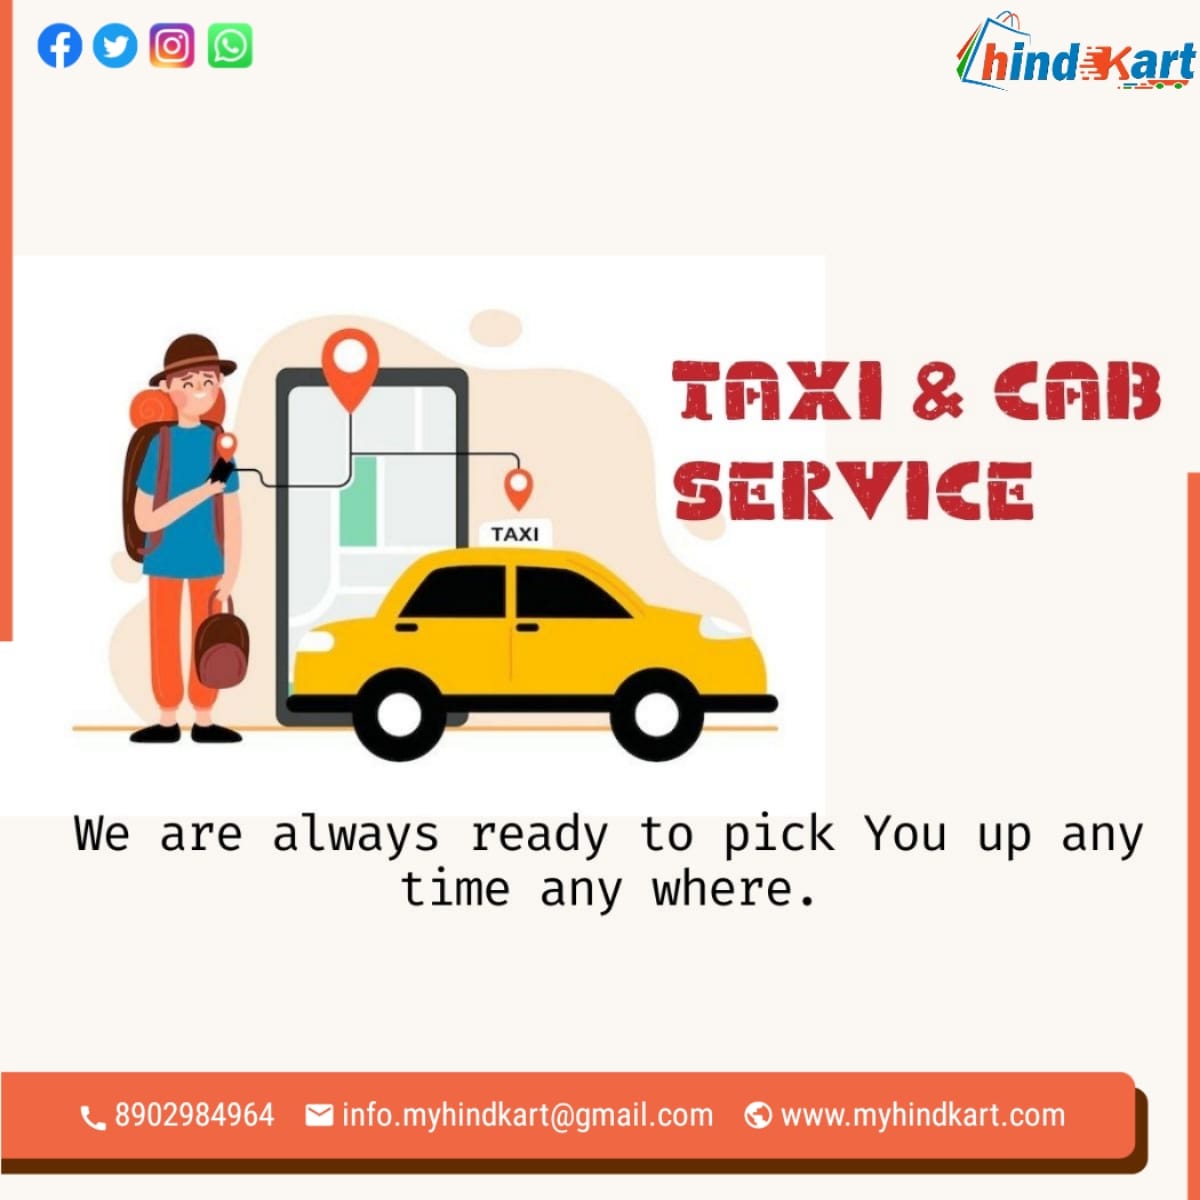 hindKart
TAXI & CAB
SERVICE
TAXI
We are always ready to pick You up any
time any where.
8902984964 info.myhindkart@gmail.com www.myhindkart.com